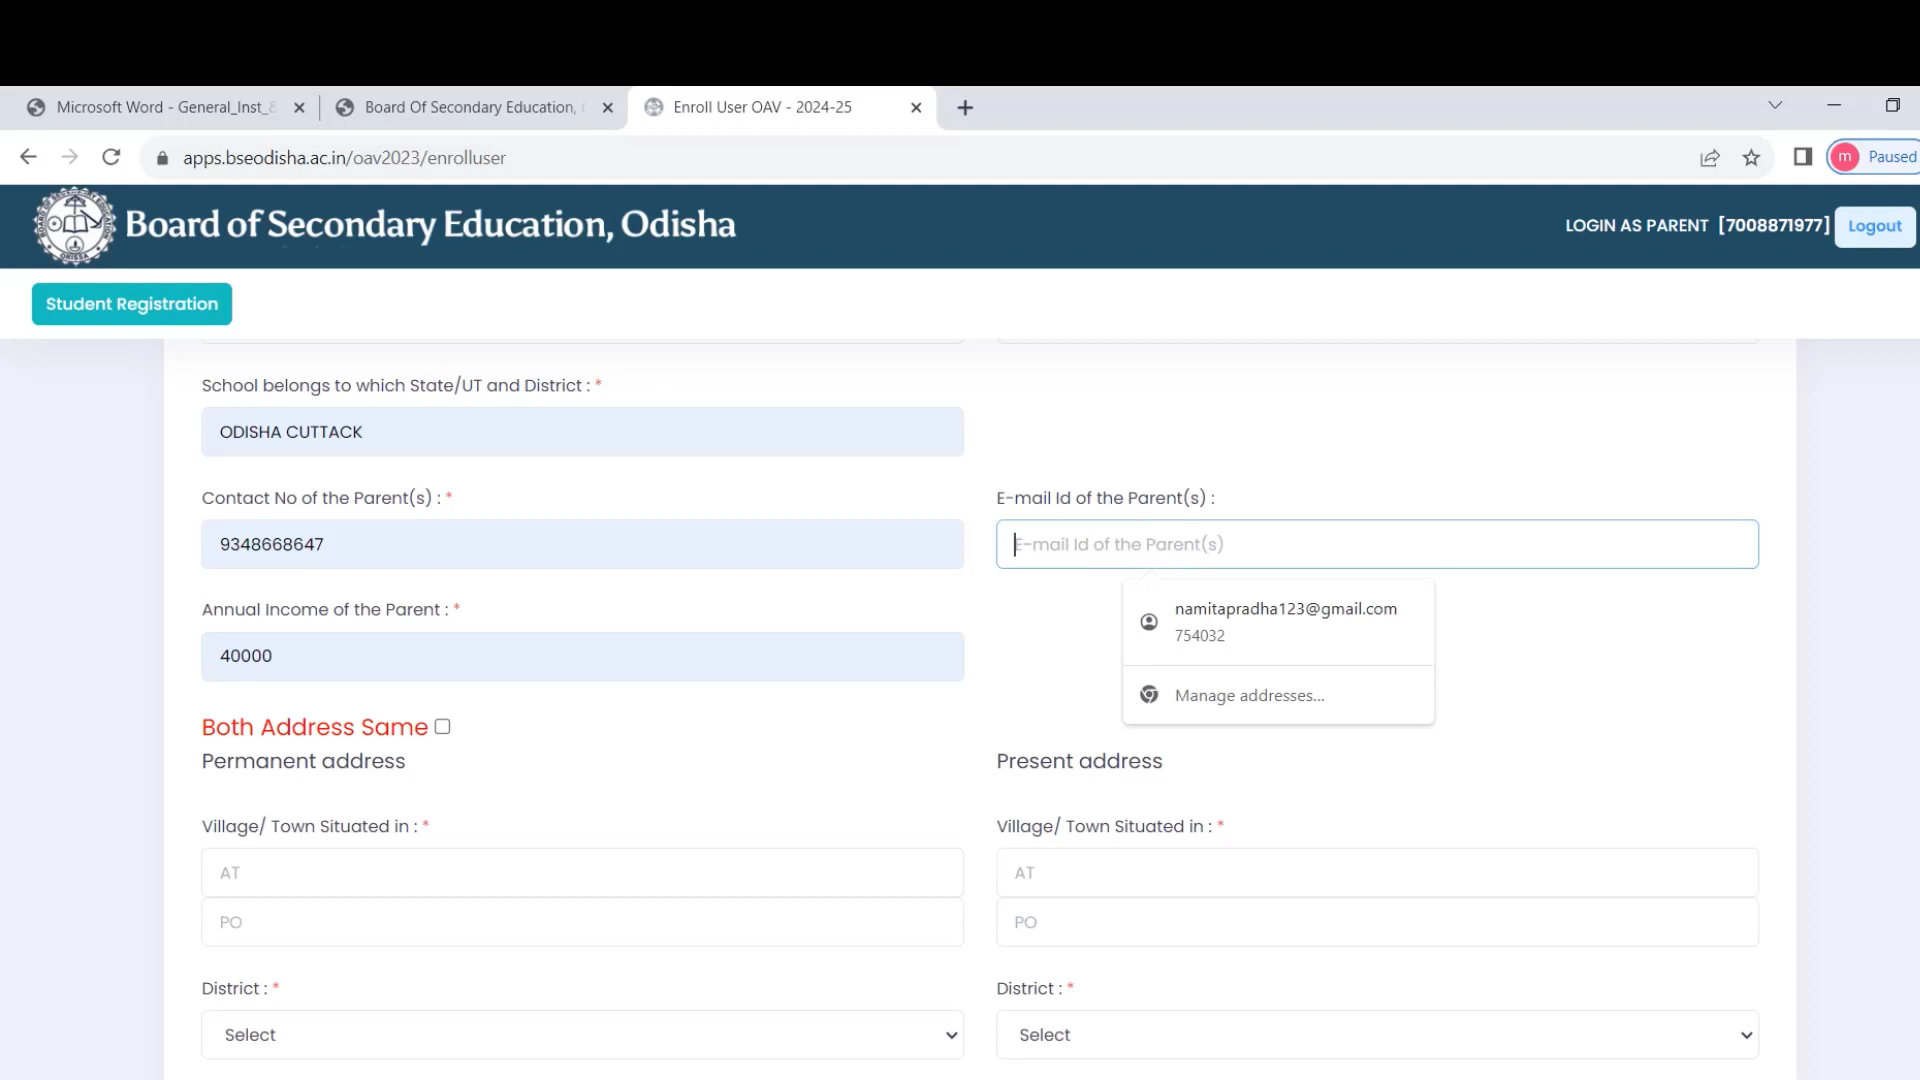 Microsoft Word - General_Inst_
Board Of Secondary Education,
Enroll User OAV - 2024-25
apps.bseodisha.ac.in/oav2023/enrolluser
m Paused
Board of Secondary Education, Odisha
LOGIN AS PARENT [7008871977] Logout
Student Registration
School belongs to which State/UT and District : *
ODISHA CUTTACK
Contact No of the Parent(s) : *
9348668647
E-mail Id of the Parent(s) :
E-mail Id of the Parent(s)
namitapradha123@gmail.com
754032
Manage addresses...
Annual Income of the Parent : *
40000
Both Address Same
Permanent address
Village/ Town Situated in : *
AT
PO
District : *
Select
Present address
Village/ Town Situated in : *
AT
PO
District : *
Select